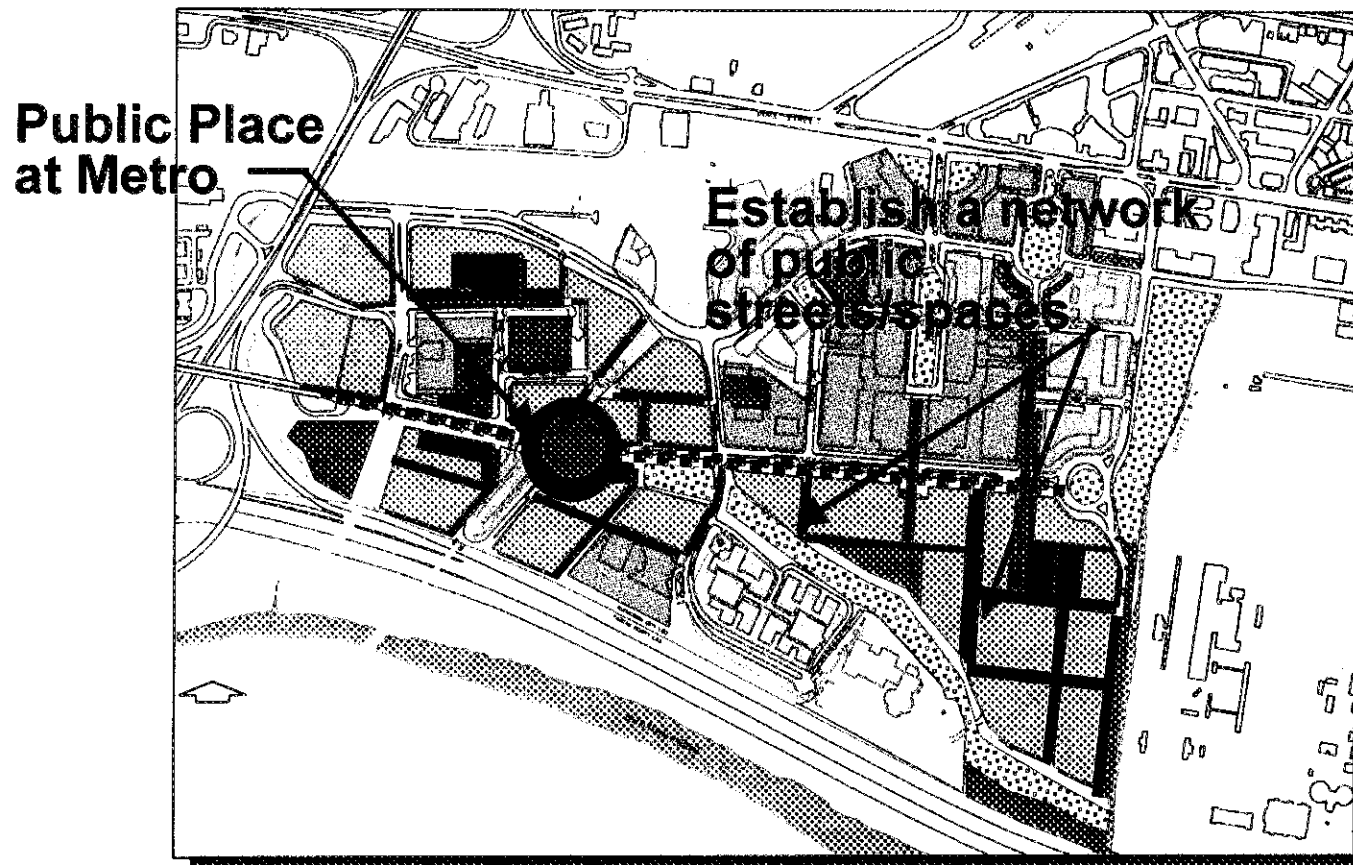 Public Place
at Metro
Establish a network
of public
streets/spaces